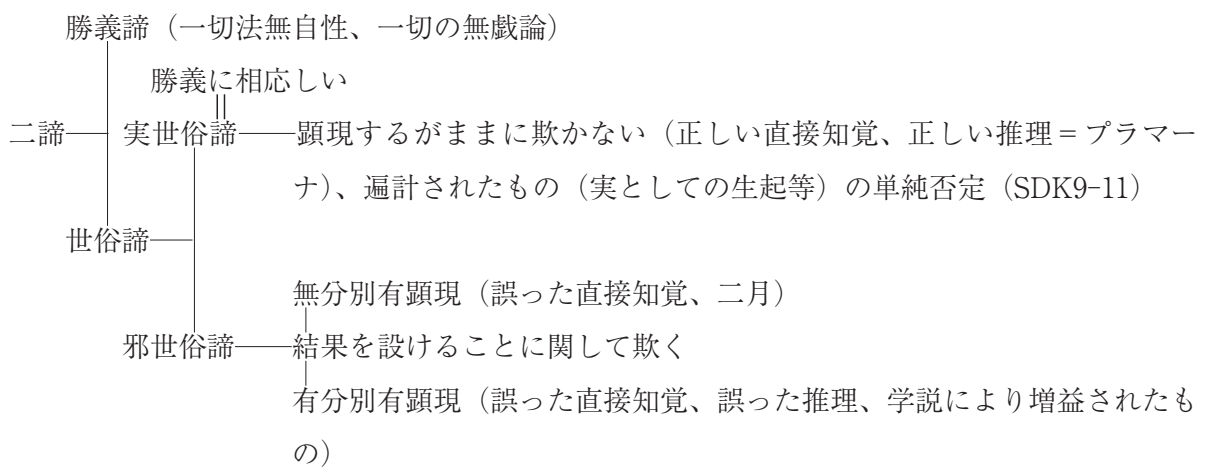 勝義諦（一切法無自性、一切の無戯論）
勝義に相応しい
二諦 実世俗諦 顕現するがままに欺かない（正しい直接知覚、正しい推理＝プラマー
ナ）、遍計されたもの（実としての生起等）の単純否定（SDK9-11）
世俗諦
無分別有顕現（誤った直接知覚、二月）
邪世俗諦 結果を設けることに関して欺く
有分別有顕現（誤った直接知覚、誤った推理、学説により増益されたも
の）